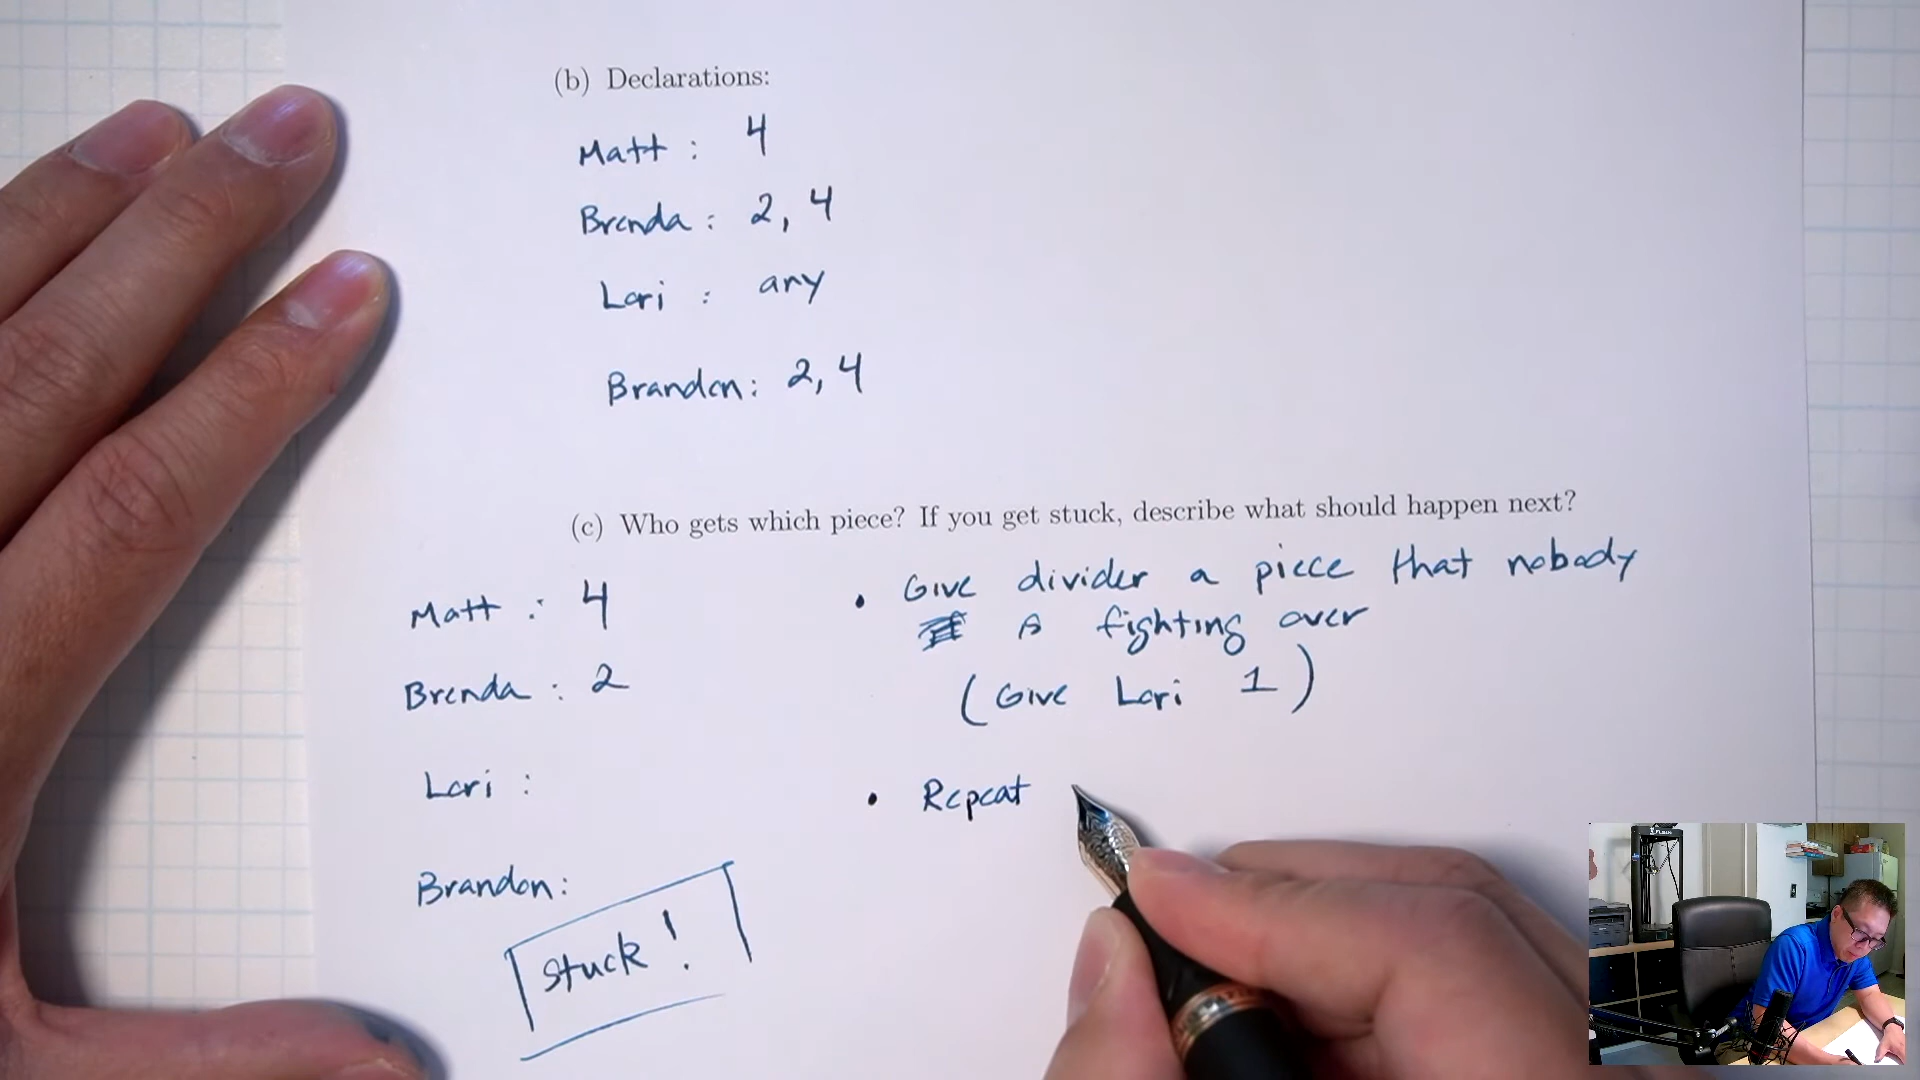 (b) Declarations:
Matt : 4
Brenda : 2, 4
Lori : any
Brandon: 2, 4
(c) Who gets which piece? If you get stuck, describe what should happen next?
Matt : 4
Brenda : 2
Lori :
Brandon:
Stuck!
• Give divider a piece that nobody
is fighting over
(Give Lori 1)
• Repeat